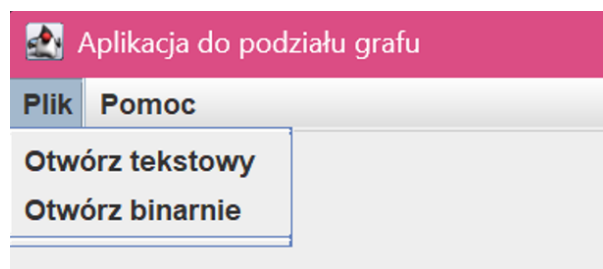 Aplikacja do podziału grafu
Plik Pomoc
Otwórz tekstowy
Otwórz binarnie